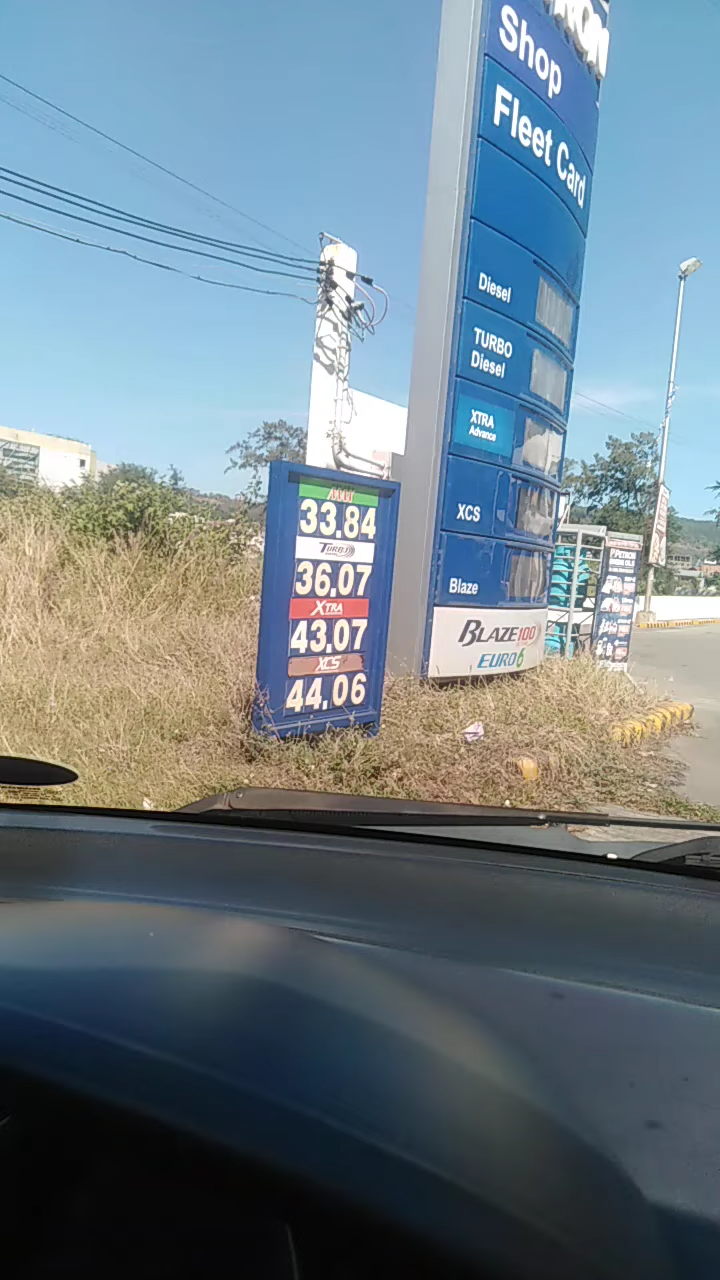 RON
Shop
Fleet Card
Diesel
TURBO
Diesel
XTRA
Advance
XCS
Blaze
BLAZE100
EURO6
33.84
TURBO
36.07
XTRA
43.07
XCS
44.06